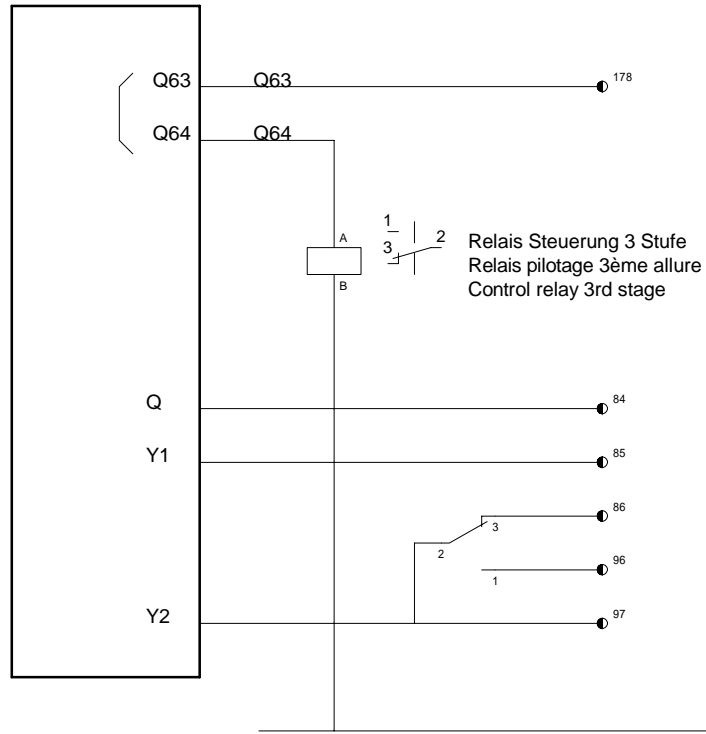 Q63 Q63 178
Q64 Q64
A
B
1
2
3
Relais Steuerung 3 Stufe
Relais pilotage 3ème allure
Control relay 3rd stage
Q 84
Y1 85
86
3
2
96
1
Y2 97